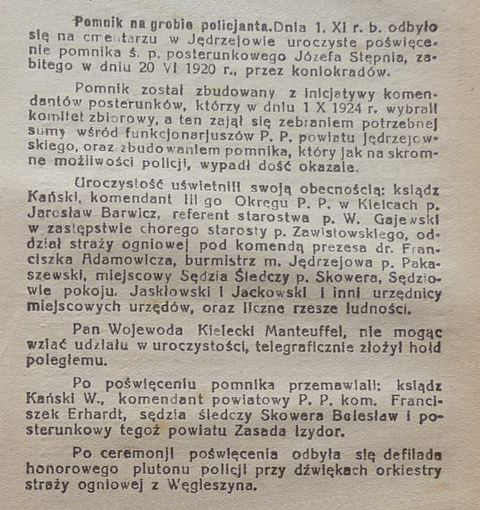 Pomnik na grobie policjanta. Dnia 1. XI r. b. odbyło
się na cmentarzu w Jędrzejowie uroczyste poświęce-
nie pomnika ś. p. posterunkowego Józefa Stępnia, za-
bitego w dniu 20 VI 1920 r., przez koniokradów.
Pomnik został zbudowany z inicjatywy komen-
dantów posterunków, którzy w dniu 1 X 1924 r. wybrali
komitet zbiorowy, a ten zajął się zebraniem potrzebnej
sumy wśród funkcjonarjuszów P. P. powiatu jędrzejow-
skiego, oraz zbudowaniem pomnika, który jak na skrom-
ne możliwości policji, wypadł dość okazale.
Uroczystość uświetnili swoją obecnością: ksiądz
Kański, komendant III go Okręgu P. P. w Kielcach p.
Jarosław Barwicz, referent starostwa p. W. Gajewski
w zastępstwie chorego starosty p. Zawistowskiego, od-
dział straży ogniowej pod komendą prezesa dr. Fran-
ciszka Adamowicza, burmistrz m. Jędrzejowa p. Paka-
szewski, miejscowy Sędzia Śledczy p. Skowera, Sędzio-
wie pokoju. Jaskłowski i Jackowski i inni urzędnicy
miejscowych urzędów, oraz liczne rzesze ludności.
Pan Wojewoda Kielecki Manteuffel, nie mogąc
wziąć udziału w uroczystości, telegraficznie złożył hołd
poległemu.
Po poświęceniu pomnika przemawiali: ksiądz
Kański W., komendant powiatowy P. P. kom. Franci-
szek Erhardt, sędzia śledczy Skowera Bolesław i po-
sterunkowy tegoż powiatu Zasada Izydor.
Po ceremonji poświęcenia odbyła się defilada
honorowego plutonu policji przy dźwiękach orkiestry
straży ogniowej z Węgleszyna.